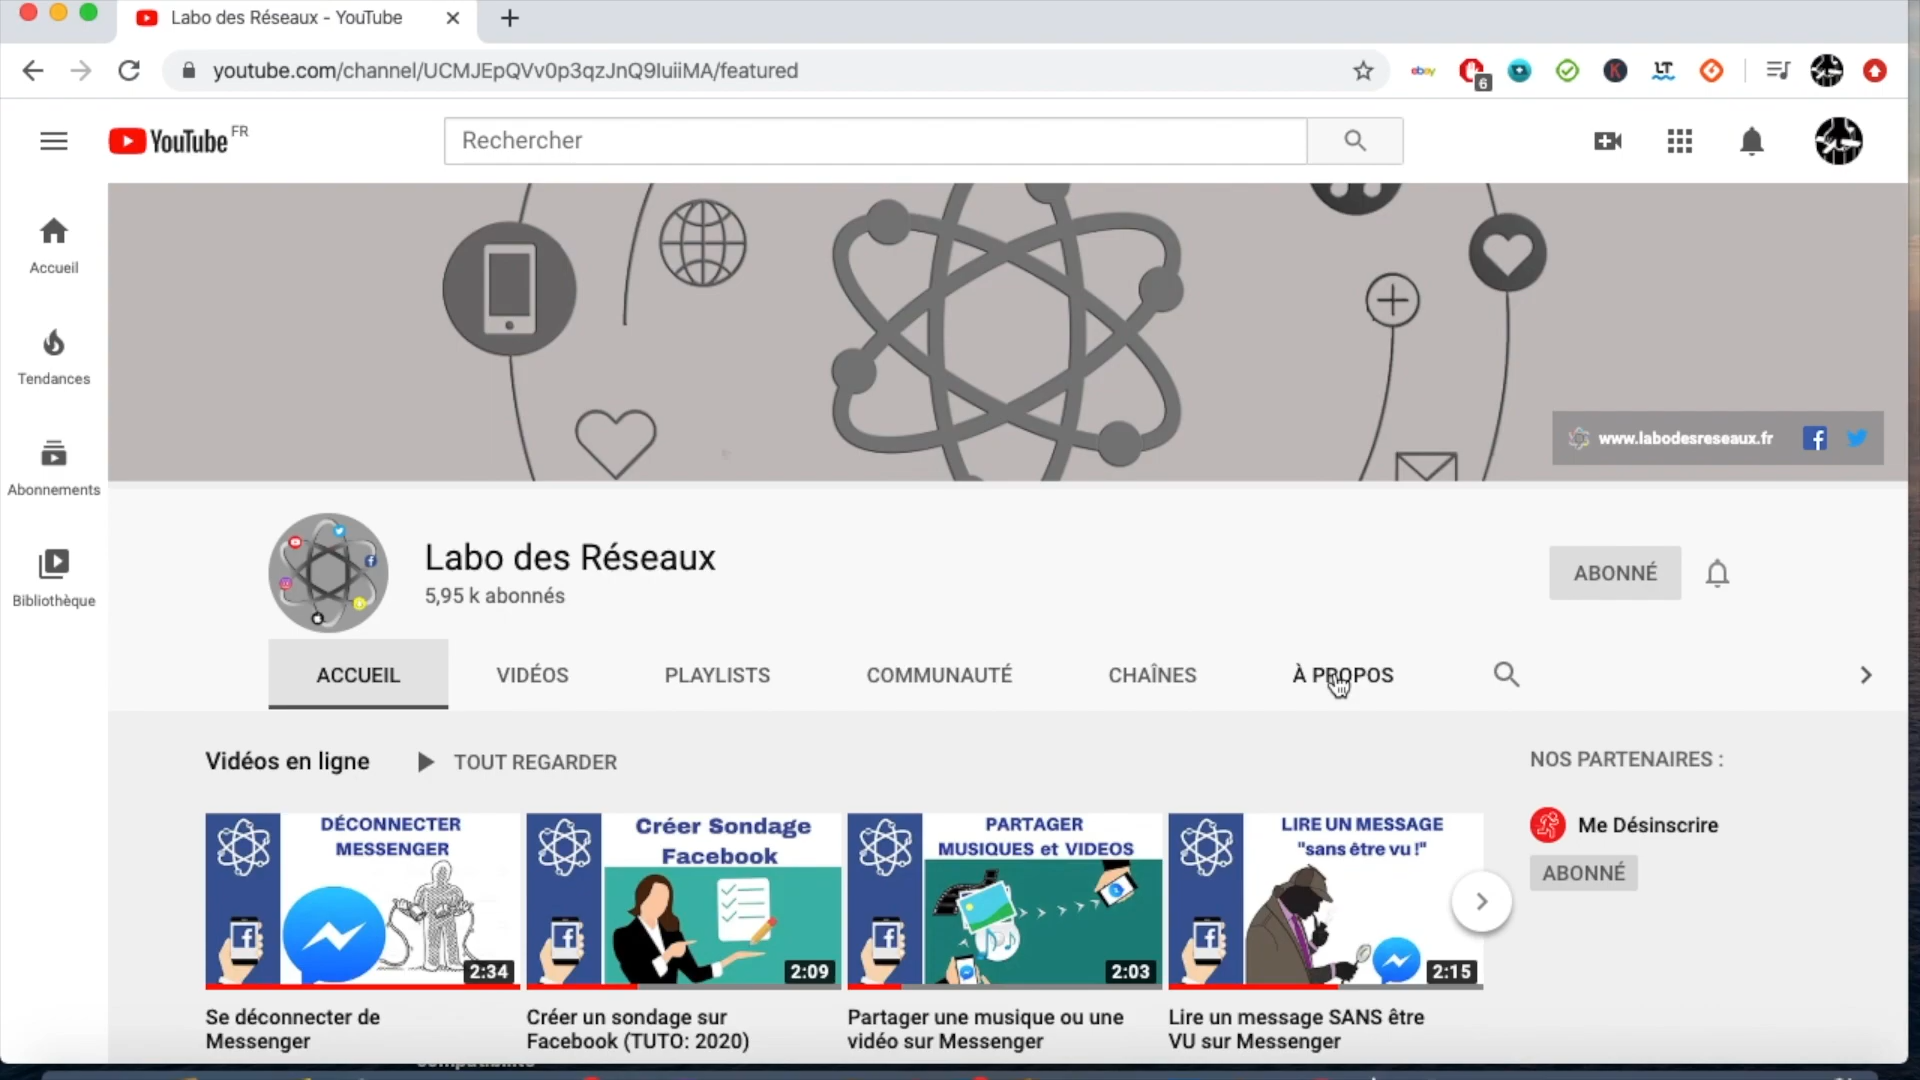 Labo des Réseaux - YouTube
youtube.com/channel/UCMJEpQVv0p3qzJnQ9IuiiMA/featured
ebay
6
K
LT
YouTube FR
Rechercher
Accueil
Tendances
Abonnements
Bibliothèque
www.labodesreseaux.fr
Labo des Réseaux
5,95 k abonnés
ABONNÉ
ACCUEIL
VIDÉOS
PLAYLISTS
COMMUNAUTÉ
CHAÎNES
À PROPOS
Vidéos en ligne
TOUT REGARDER
NOS PARTENAIRES :
Me Désinscrire
ABONNÉ
DÉCONNECTER
MESSENGER
2:34
Créer Sondage
Facebook
2:09
PARTAGER
MUSIQUES et VIDEOS
2:03
LIRE UN MESSAGE
"sans être vu !"
2:15
Se déconnecter de
Messenger
Créer un sondage sur
Facebook (TUTO: 2020)
Partager une musique ou une
vidéo sur Messenger
Lire un message SANS être
VU sur Messenger